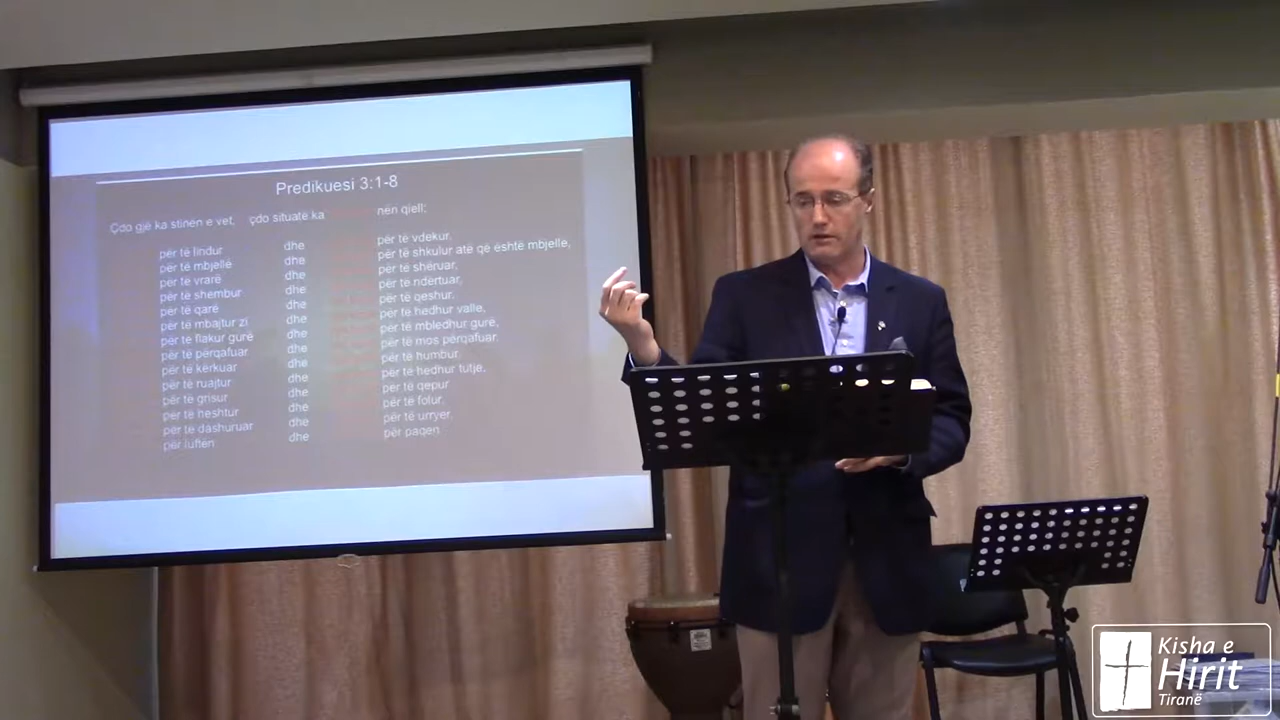 Predikuesi 3:1-8
Çdo gjë ka stinën e vet, çdo situatë ka nën qiell:
për të lindur dhe për të vdekur,
për të mbjellë dhe për të shkulur atë që është mbjellë,
për të vrarë dhe për të shëruar,
për të shembur dhe për të ndërtuar,
për të qarë dhe për të qeshur,
për të mbajtur zi dhe për të hedhur valle,
për të flakur gurë dhe për të mbledhur gurë,
për të përqafuar dhe për të mos përqafuar.
për të kërkuar dhe për të humbur
për të ruajtur dhe për të hedhur tutje,
për të grisur dhe për të qepur
për të heshtur dhe për të folur,
për të dashuruar dhe për të urryer,
për luftën dhe për paqen
Kisha e
Hirit
Tiranë